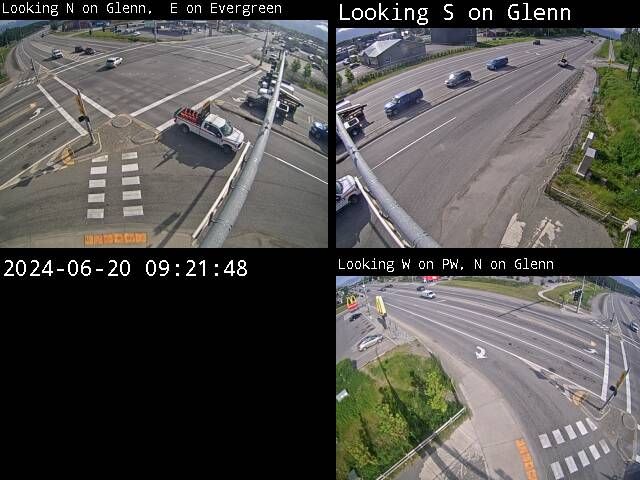 Looking N on Glenn,  E on Evergreen
Looking S on Glenn
2024-06-20 09:21:48
Looking W on PW, N on Glenn